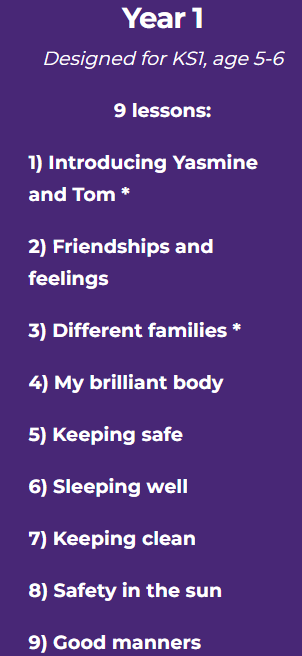 Year 1
Designed for KS1, age 5-6
9 lessons:
1) Introducing Yasmine
and Tom *
2) Friendships and
feelings
3) Different families *
4) My brilliant body
5) Keeping safe
6) Sleeping well
7) Keeping clean
8) Safety in the sun
9) Good manners